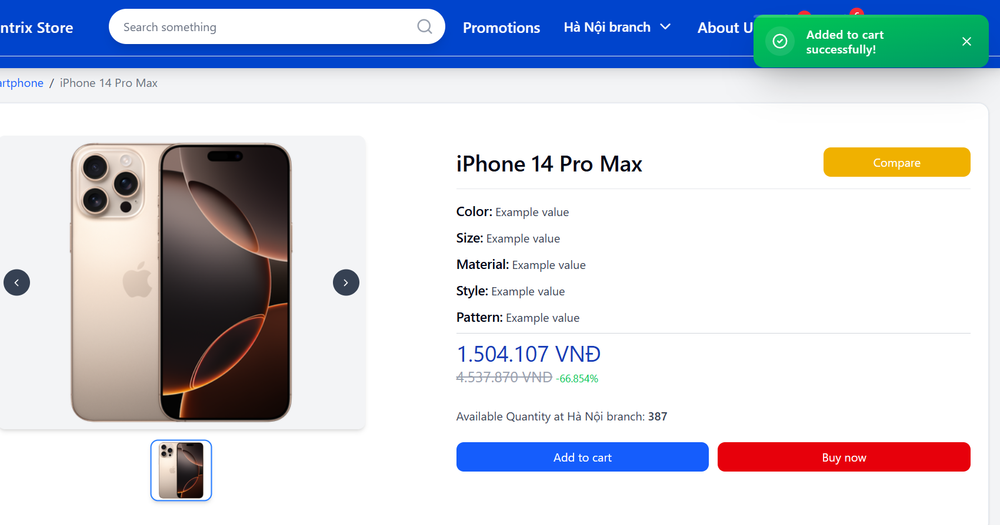 ntrix Store
Search something
Promotions
Hà Nội branch
About U
Added to cart
successfully!
artphone / iPhone 14 Pro Max
iPhone 14 Pro Max
Compare
Color: Example value
Size: Example value
Material: Example value
Style: Example value
Pattern: Example value
1.504.107 VNĐ
4.537.870 VNĐ -66.854%
Available Quantity at Hà Nội branch: 387
Add to cart
Buy now